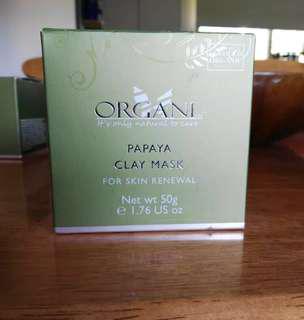 ORGANI
It's only natural to care
PAPAYA
CLAY MASK
FOR SKIN RENEWAL
Net wt 50g
℮ 1.76 US oz